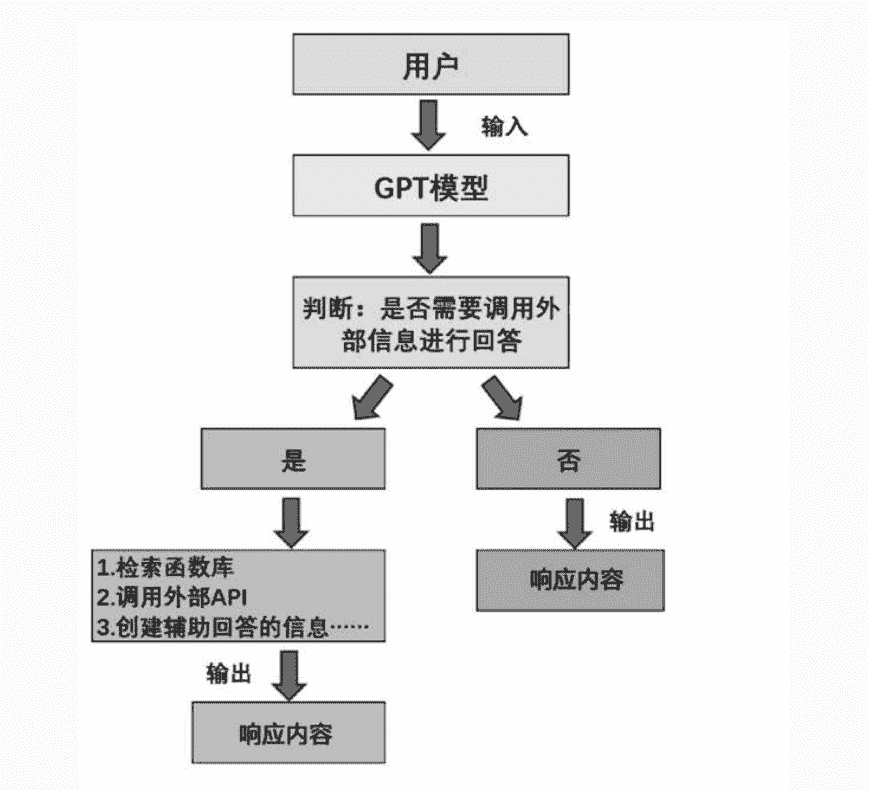 用户
输入
GPT模型
判断：是否需要调用外
部信息进行回答
是
否
输出
1.检索函数库
2.调用外部API
3.创建辅助回答的信息……
响应内容
输出
响应内容